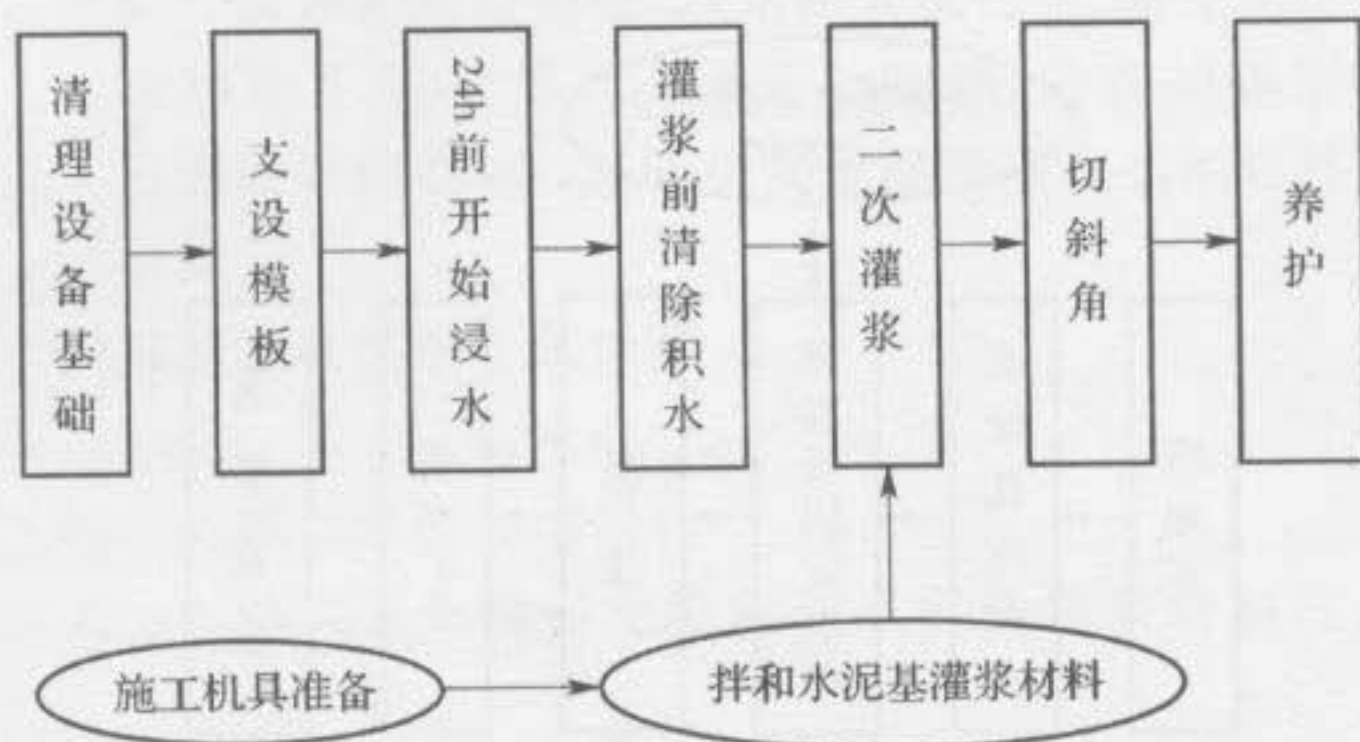 清理设备基础
支设模板
24h前开始浸水
灌浆前清除积水
二次灌浆
切斜角
养护
施工机具准备
拌和水泥基灌浆材料